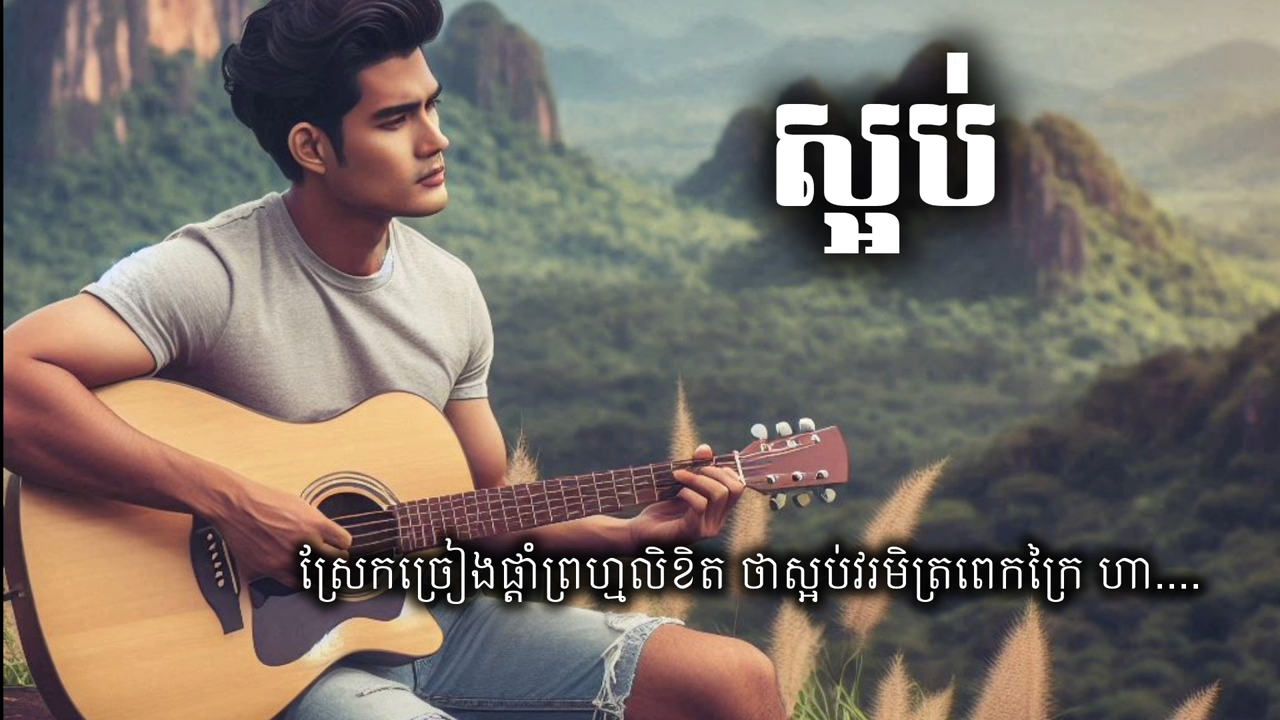 ស្អប់
ស្រែកច្រៀងផ្ដាំព្រហ្មលិខិត ថាស្អប់វរមិត្រពេកក្រៃ ហា....